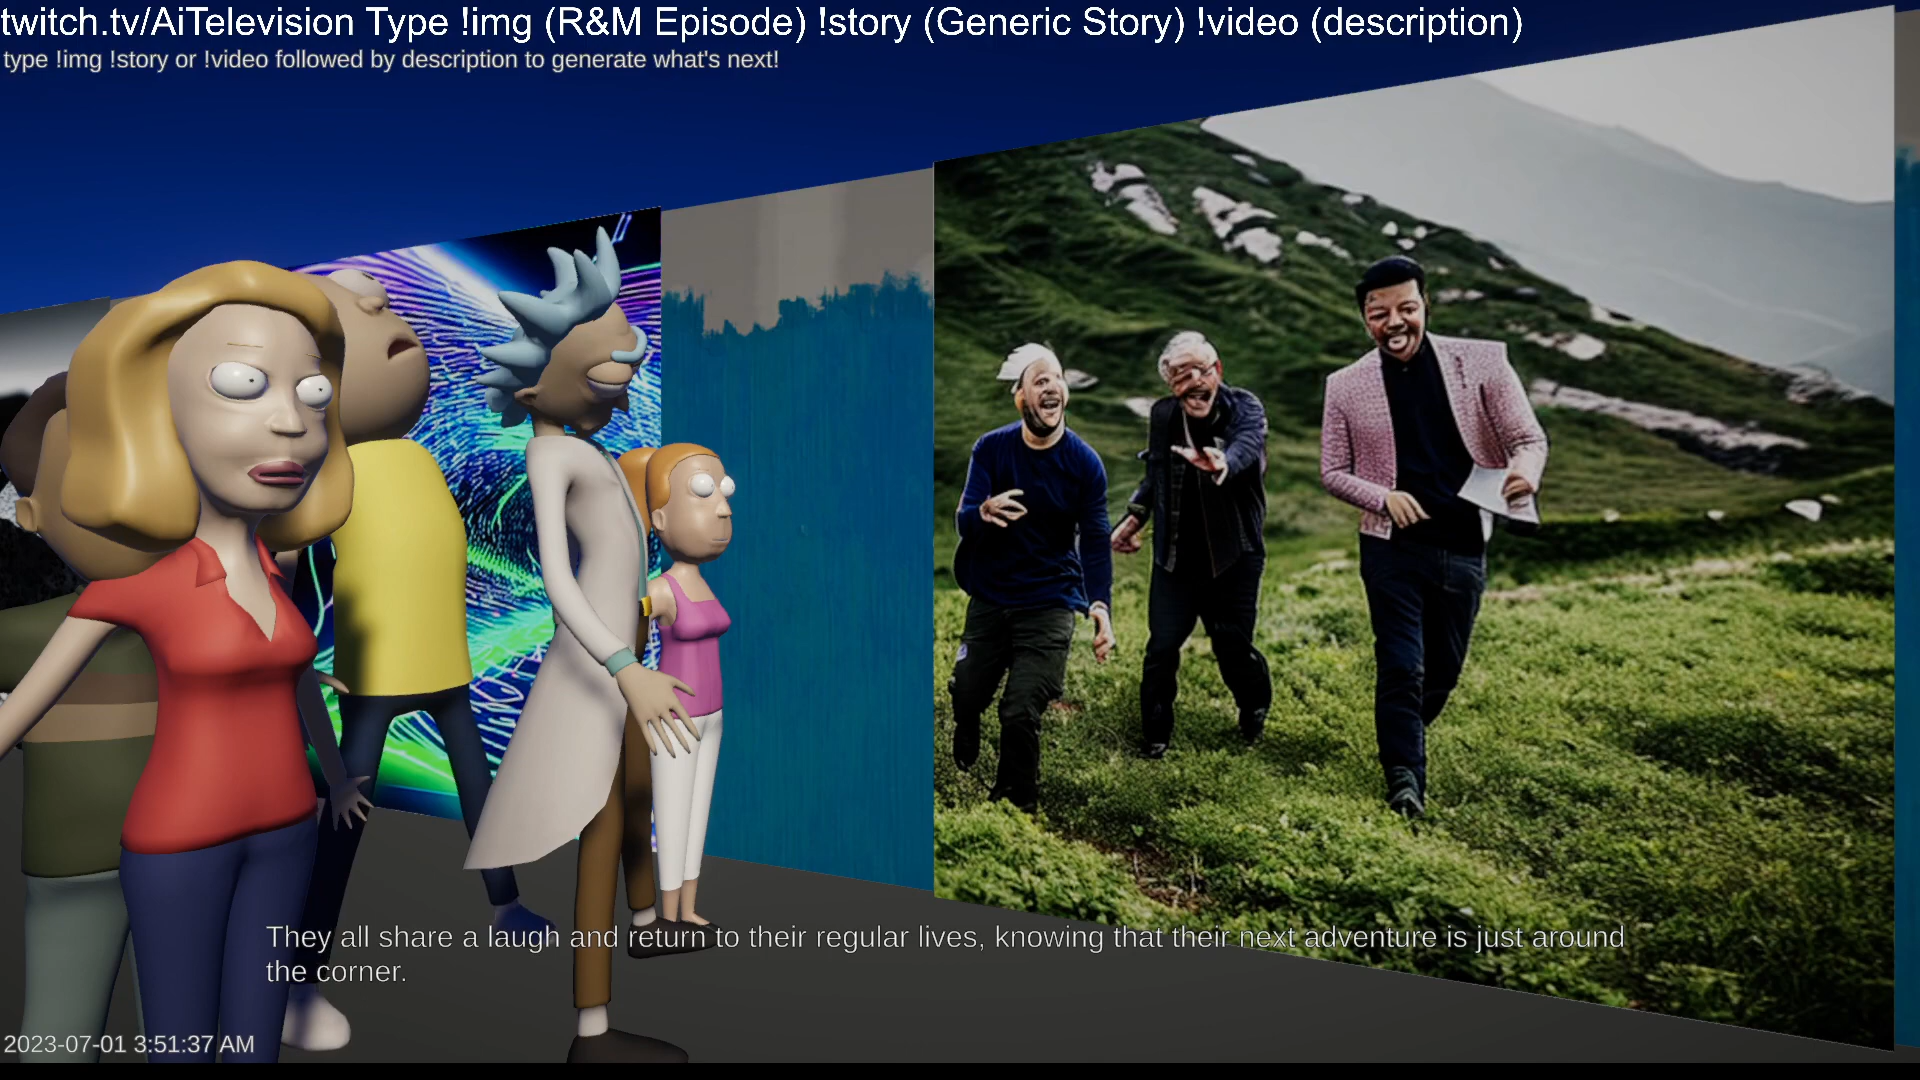 twitch.tv/AiTelevision Type !img (R&M Episode) !story (Generic Story) !video (description)
type !img !story or !video followed by description to generate what's next!
They all share a laugh and return to their regular lives, knowing that their next adventure is just around
the corner.
2023-07-01 3:51:37 AM